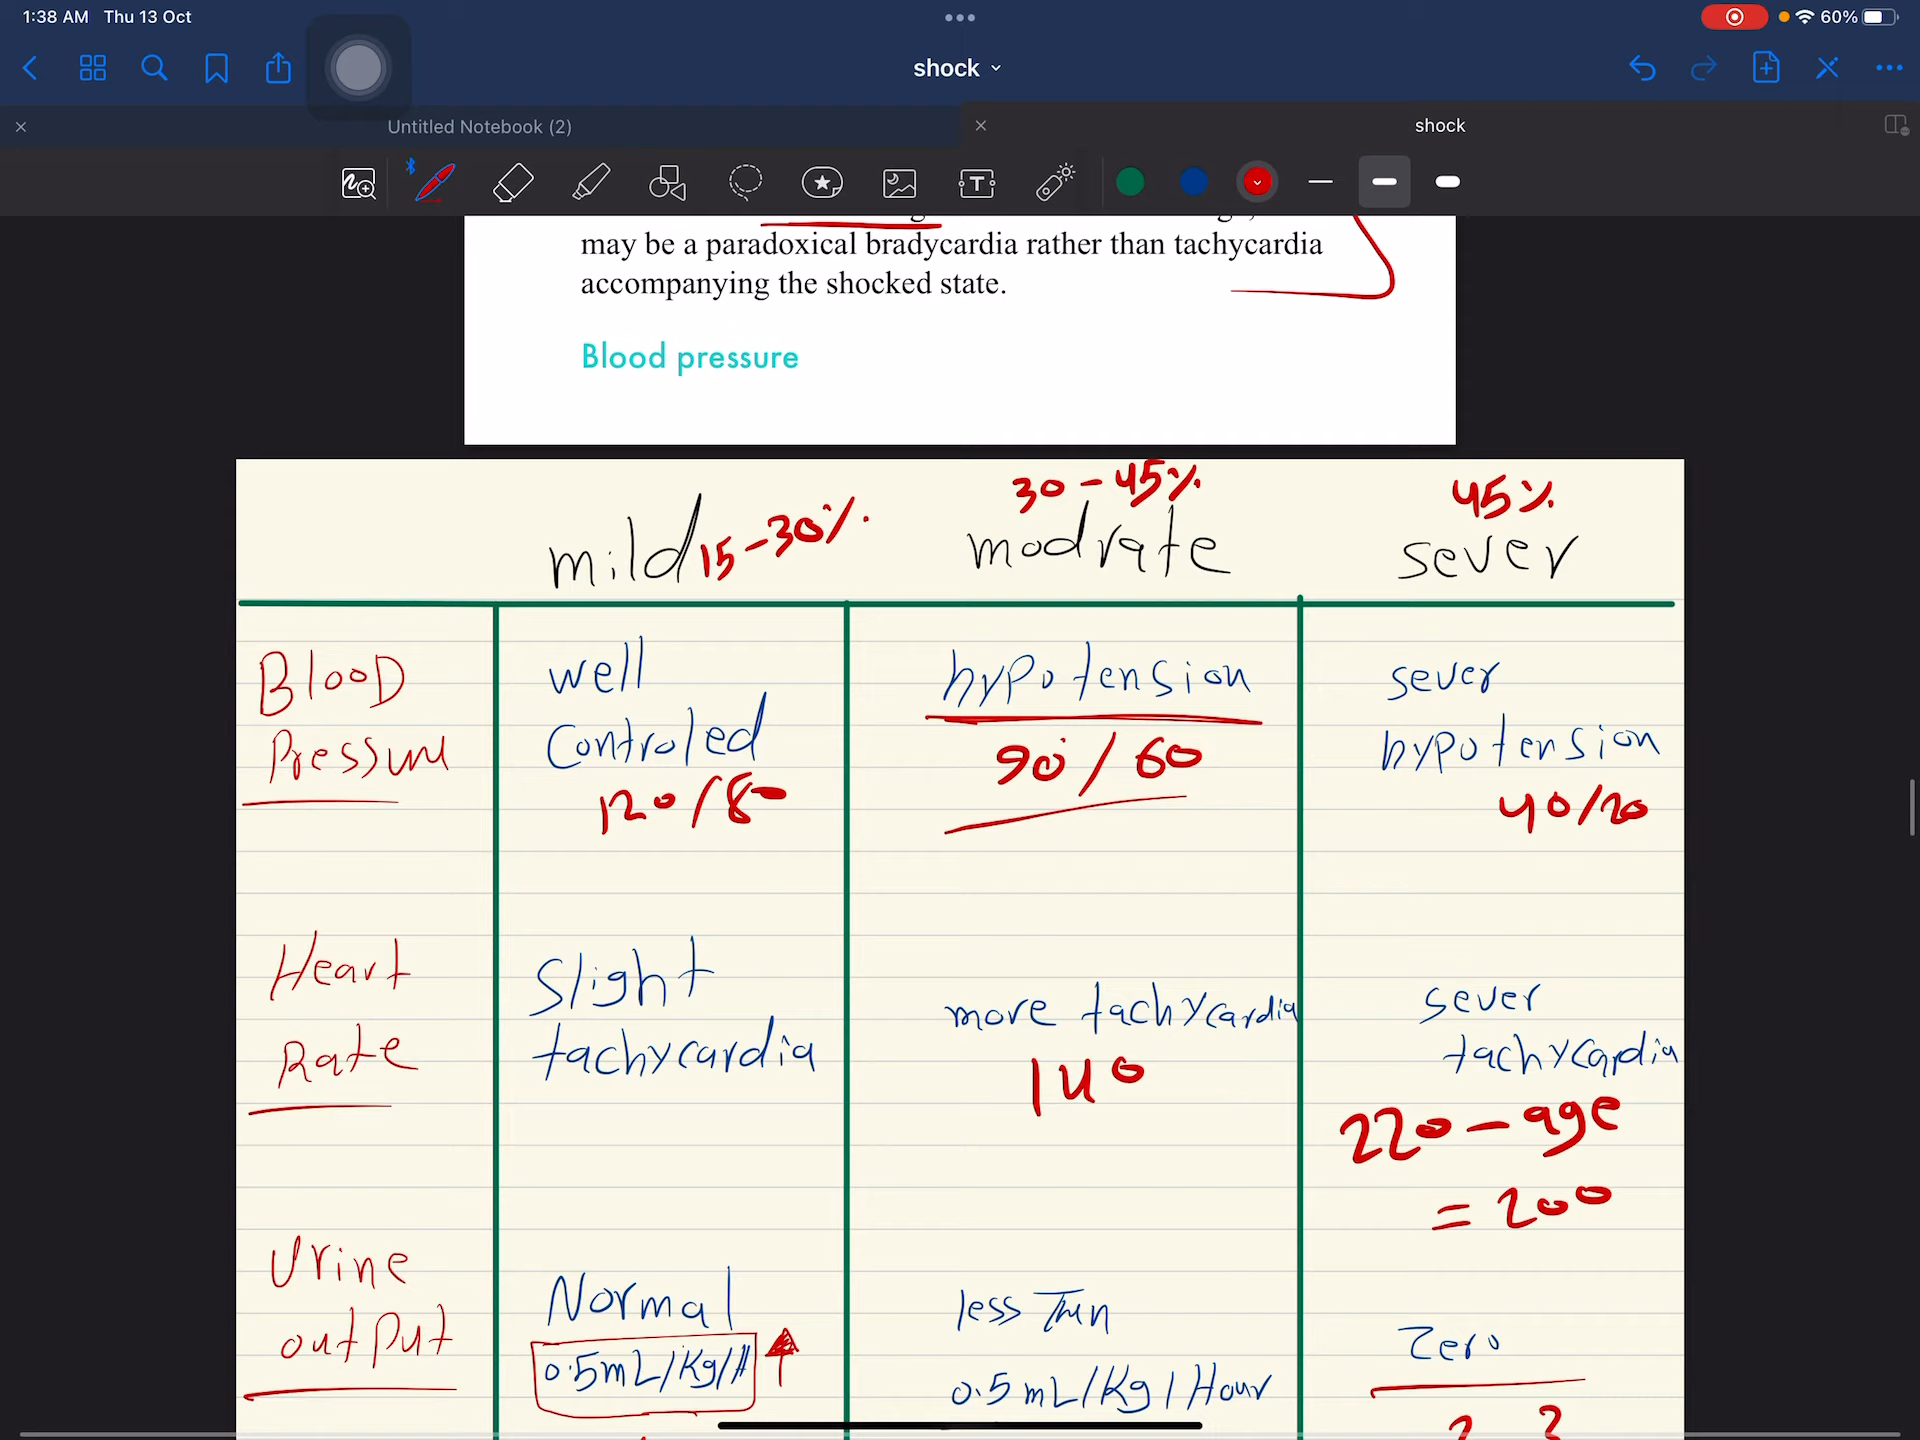 1:38 AM Thu 13 Oct
60%
shock
Untitled Notebook (2)
shock
may be a paradoxical bradycardia rather than tachycardia
accompanying the shocked state.
Blood pressure
30-45% 45%
mild 15-30% modrate sever
Blood well hypotension sever
Pressure Controled 90/60 hypotension
120/80 40/20
Heart Slight more tachycardia sever
Rate tachycardia 140 tachycardia
220-age
= 200
Urine Normal less Zero
output 0.5mL/Kg/H 0.5mL/Kg/Hour